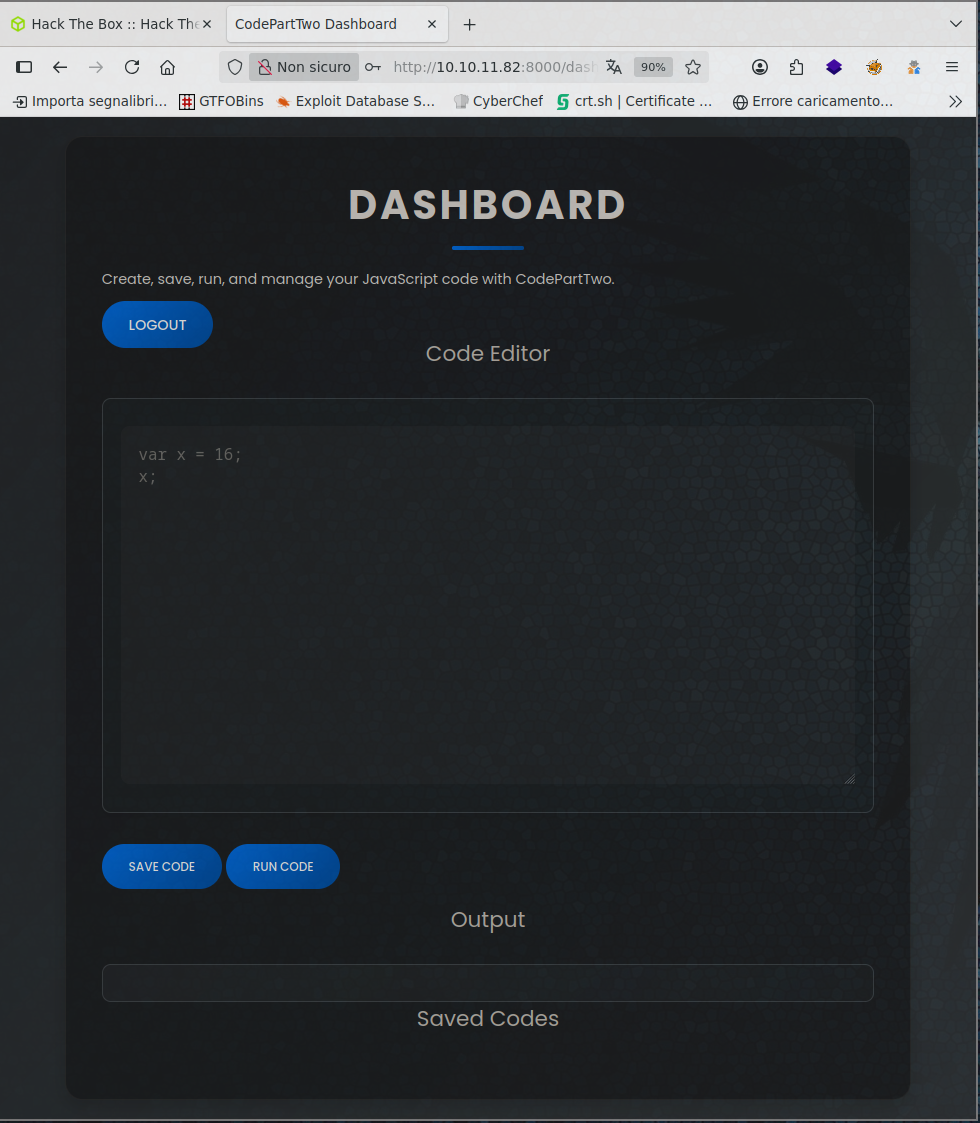 Hack The Box :: Hack The
CodePartTwo Dashboard
Non sicuro
http://10.10.11.82:8000/dash
90%
Importa segnalibri...
GTFOBins
Exploit Database S...
CyberChef
crt.sh | Certificate ...
Errore caricamento...
DASHBOARD
Create, save, run, and manage your JavaScript code with CodePartTwo.
LOGOUT
Code Editor
var x = 16;
x;
SAVE CODE
RUN CODE
Output
Saved Codes